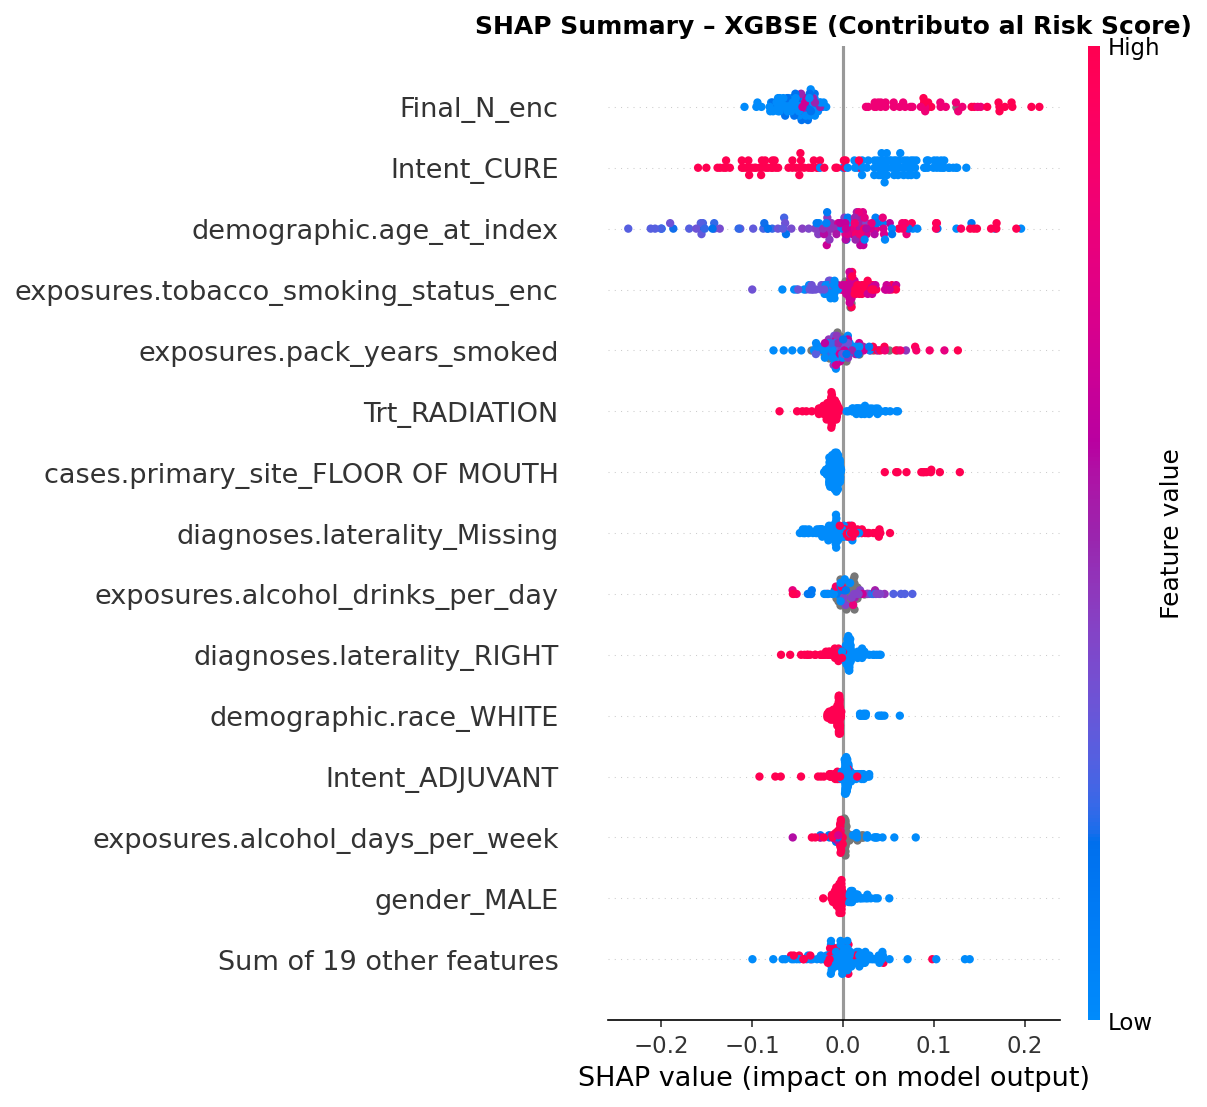 SHAP Summary – XGBSE (Contributo al Risk Score)
High
Final_N_enc
Intent_CURE
demographic.age_at_index
exposures.tobacco_smoking_status_enc
exposures.pack_years_smoked
Trt_RADIATION
cases.primary_site_FLOOR OF MOUTH
diagnoses.laterality_Missing
exposures.alcohol_drinks_per_day
diagnoses.laterality_RIGHT
demographic.race_WHITE
Intent_ADJUVANT
exposures.alcohol_days_per_week
gender_MALE
Sum of 19 other features
Feature value
Low
−0.2 −0.1 0.0 0.1 0.2
SHAP value (impact on model output)